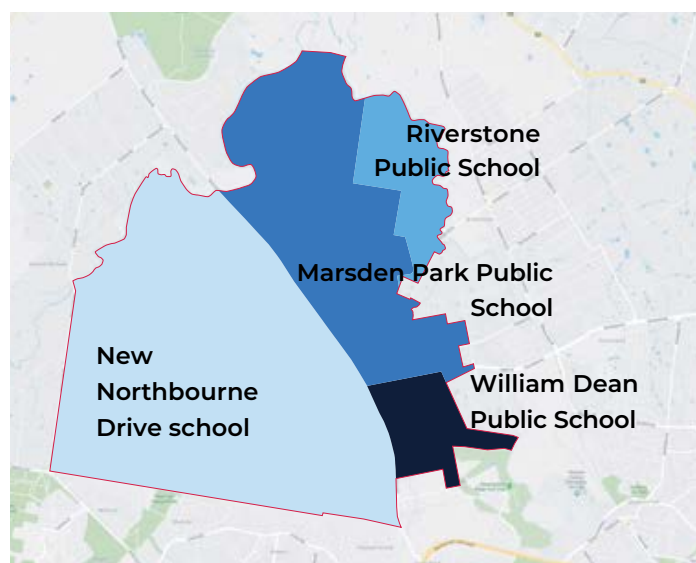 Riverstone
Public School
Marsden Park Public
School
New
Northbourne
Drive school
William Dean
Public School